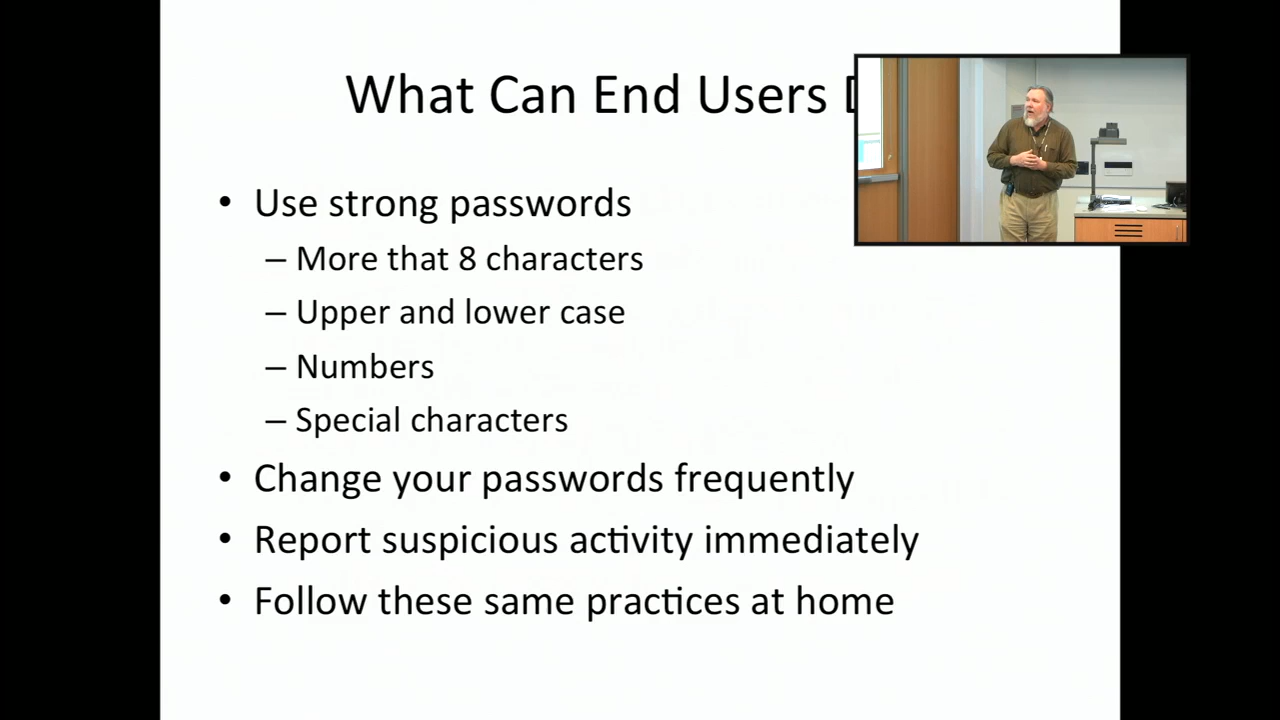 What Can End Users
• Use strong passwords
– More that 8 characters
– Upper and lower case
– Numbers
– Special characters
• Change your passwords frequently
• Report suspicious activity immediately
• Follow these same practices at home